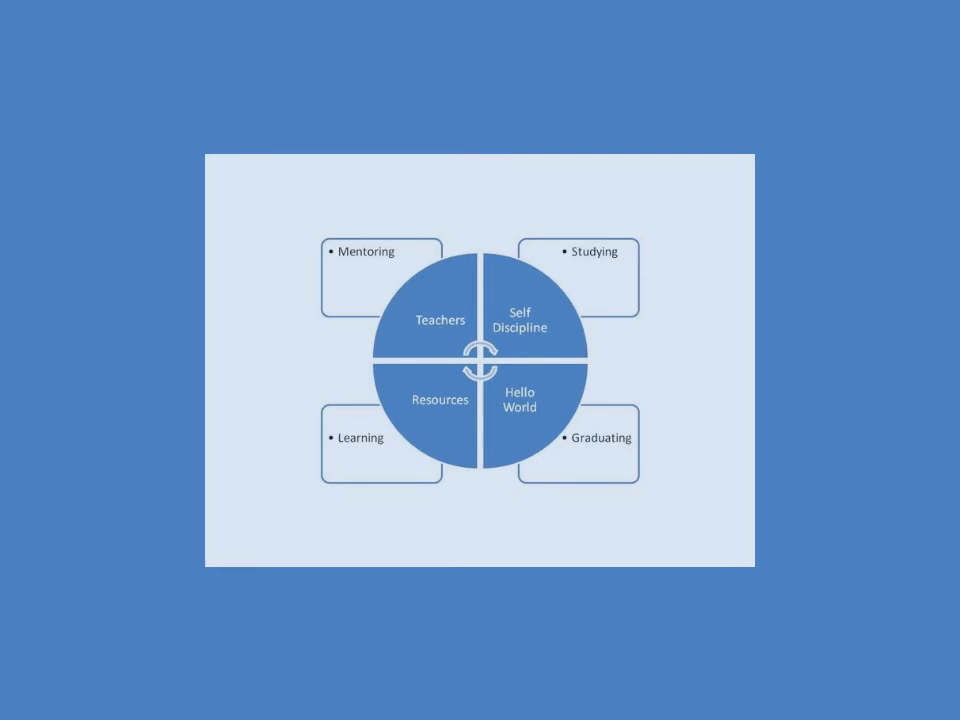 • Mentoring
• Studying
Teachers
Self
Discipline
Resources
Hello
World
• Learning
• Graduating